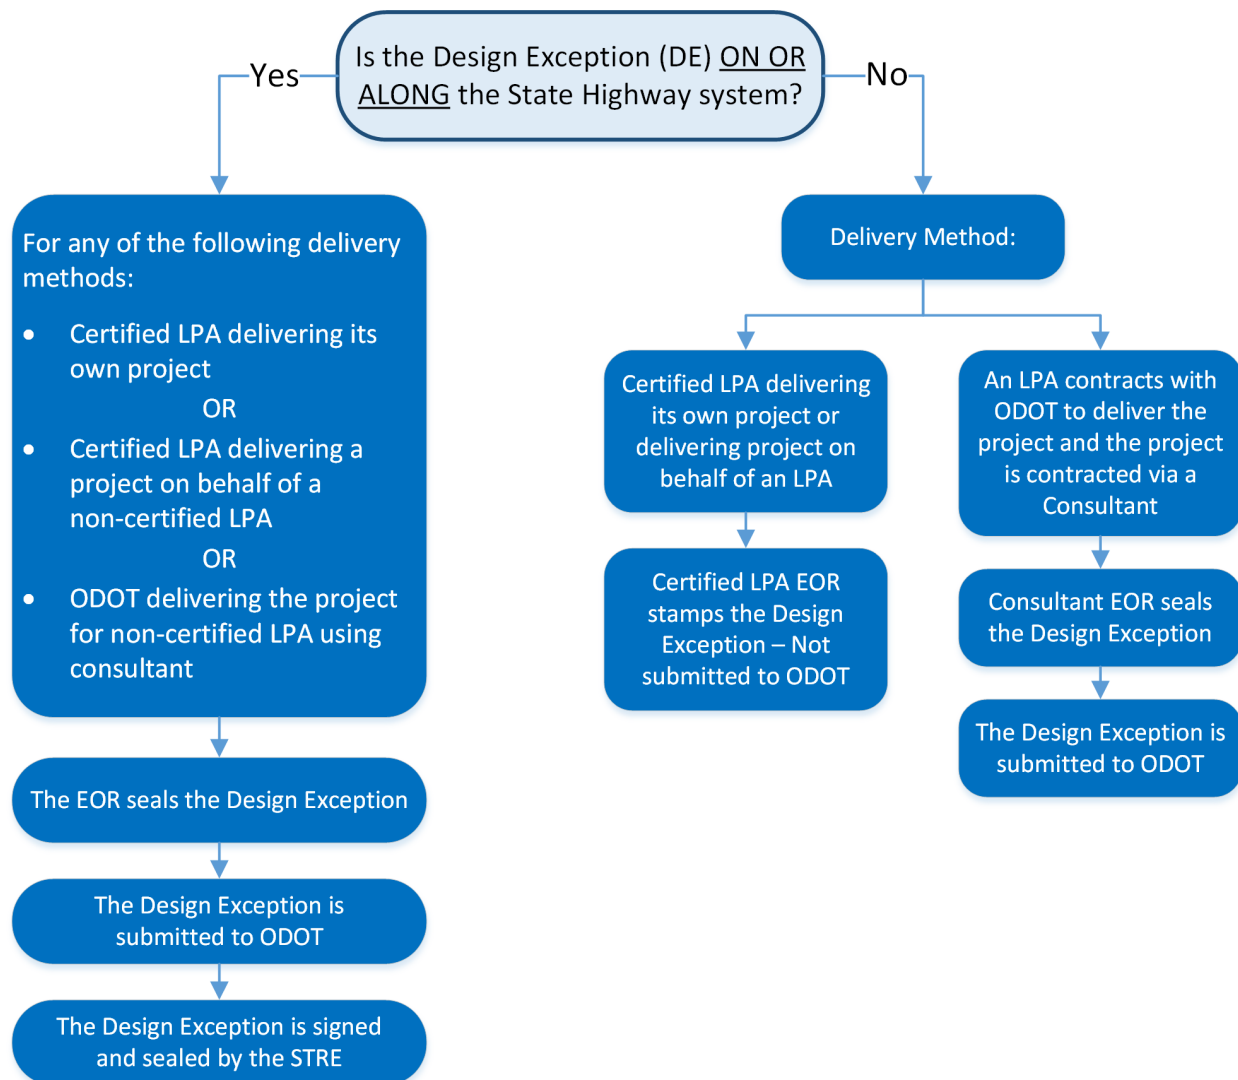 Is the Design Exception (DE) ON OR
ALONG the State Highway system?
Yes
No
For any of the following delivery
methods:
• Certified LPA delivering its
own project
OR
• Certified LPA delivering a
project on behalf of a
non-certified LPA
OR
• ODOT delivering the project
for non-certified LPA using
consultant
The EOR seals the Design Exception
The Design Exception is
submitted to ODOT
The Design Exception is signed
and sealed by the STRE
Delivery Method:
Certified LPA delivering
its own project or
delivering project on
behalf of an LPA
Certified LPA EOR
stamps the Design
Exception – Not
submitted to ODOT
An LPA contracts with
ODOT to deliver the
project and the project
is contracted via a
Consultant
Consultant EOR seals
the Design Exception
The Design Exception is
submitted to ODOT